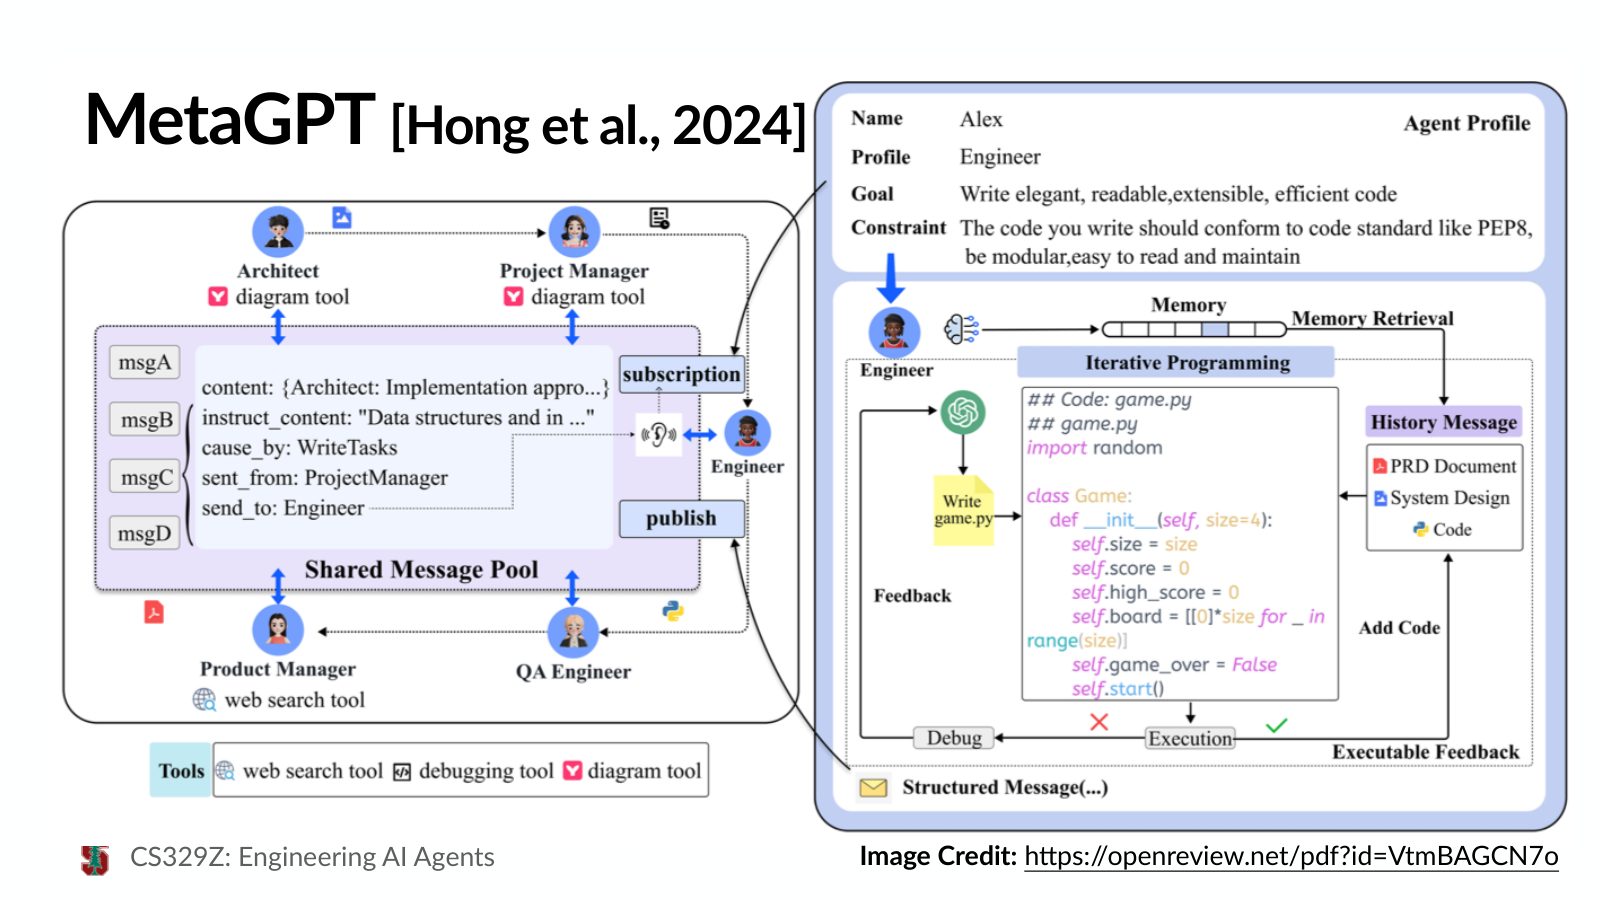 MetaGPT [Hong et al., 2024]
Architect
diagram tool
Project Manager
diagram tool
msgA
msgB
msgC
msgD
content: {Architect: Implementation appro...}
instruct_content: "Data structures and in ..."
cause_by: WriteTasks
sent_from: ProjectManager
send_to: Engineer
subscription
Engineer
publish
Shared Message Pool
Product Manager
web search tool
QA Engineer
Tools
web search tool
debugging tool
diagram tool
Agent Profile
Name Alex
Profile Engineer
Goal Write elegant, readable,extensible, efficient code
Constraint The code you write should conform to code standard like PEP8,
be modular,easy to read and maintain
Engineer
Memory
Memory Retrieval
Iterative Programming
Write
game.py
## Code: game.py
## game.py
import random
class Game:
def __init__(self, size=4):
self.size = size
self.score = 0
self.high_score = 0
self.board = [[0]*size for _ in
range(size)]
self.game_over = False
self.start()
History Message
PRD Document
System Design
Code
Feedback
Add Code
Debug
Execution
Executable Feedback
Structured Message(...)
CS329Z: Engineering AI Agents
Image Credit: https://openreview.net/pdf?id=VtmBAGCN7o